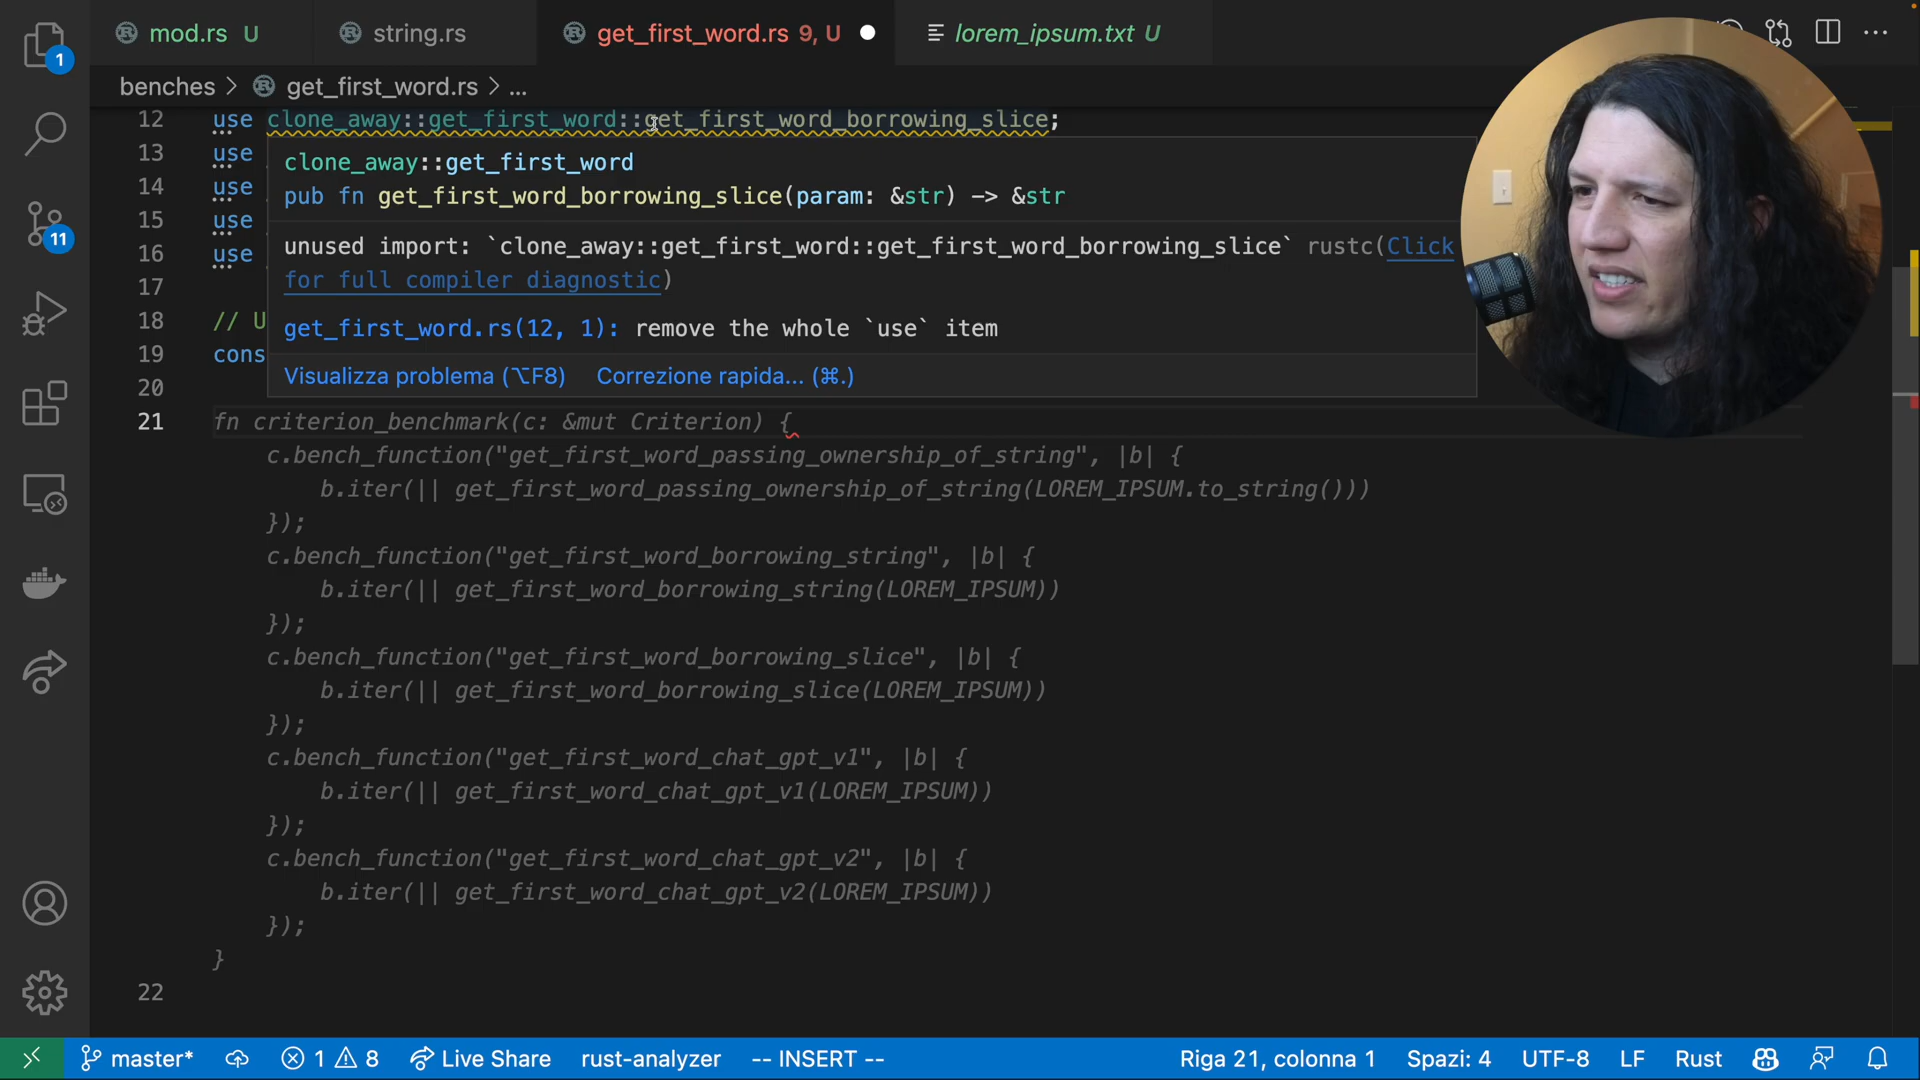 mod.rs U
string.rs
get_first_word.rs 9, U
lorem_ipsum.txt U
benches > get_first_word.rs > ...
12 use clone_away::get_first_word::get_first_word_borrowing_slice;
13 use
14 use
15 use
16 use
17
18 // U
19 cons
20
clone_away::get_first_word
pub fn get_first_word_borrowing_slice(param: &str) -> &str
unused import: `clone_away::get_first_word::get_first_word_borrowing_slice` rustc(Click
for full compiler diagnostic)
get_first_word.rs(12, 1): remove the whole `use` item
Visualizza problema (⌥F8) Correzione rapida... (⌘.)
21 fn criterion_benchmark(c: &mut Criterion) {
c.bench_function("get_first_word_passing_ownership_of_string", |b| {
b.iter(|| get_first_word_passing_ownership_of_string(LOREM_IPSUM.to_string()))
});
c.bench_function("get_first_word_borrowing_string", |b| {
b.iter(|| get_first_word_borrowing_string(LOREM_IPSUM))
});
c.bench_function("get_first_word_borrowing_slice", |b| {
b.iter(|| get_first_word_borrowing_slice(LOREM_IPSUM))
});
c.bench_function("get_first_word_chat_gpt_v1", |b| {
b.iter(|| get_first_word_chat_gpt_v1(LOREM_IPSUM))
});
c.bench_function("get_first_word_chat_gpt_v2", |b| {
b.iter(|| get_first_word_chat_gpt_v2(LOREM_IPSUM))
});
}
22
1
11
master* 1 8 Live Share rust-analyzer -- INSERT -- Riga 21, colonna 1 Spazi: 4 UTF-8 LF Rust